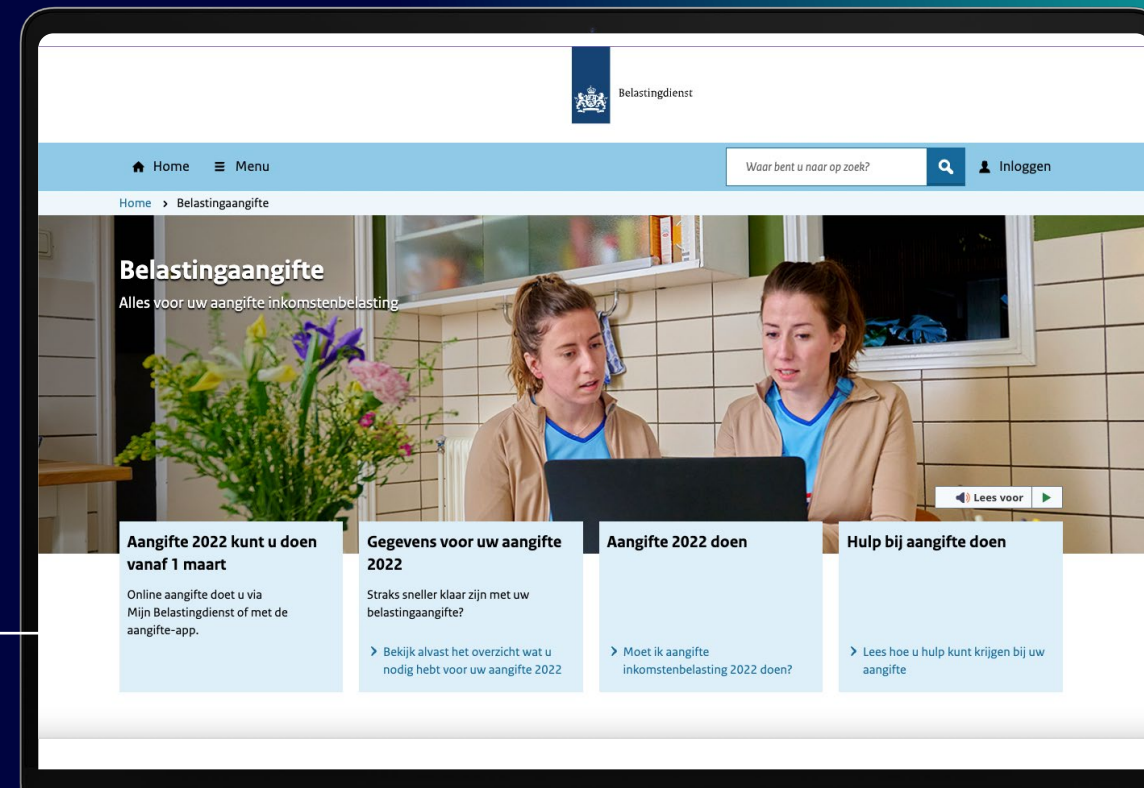 Belastingdienst
Home
Menu
Waar bent u naar op zoek?
Inloggen
Home > Belastingaangifte
Belastingaangifte
Alles voor uw aangifte inkomstenbelasting
Lees voor
Aangifte 2022 kunt u doen
vanaf 1 maart
Online aangifte doet u via
Mijn Belastingdienst of met de
aangifte-app.
Gegevens voor uw aangifte
2022
Straks sneller klaar zijn met uw
belastingaangifte?
Bekijk alvast het overzicht wat u
nodig hebt voor uw aangifte 2022
Aangifte 2022 doen
Moet ik aangifte
inkomstenbelasting 2022 doen?
Hulp bij aangifte doen
Lees hoe u hulp kunt krijgen bij uw
aangifte